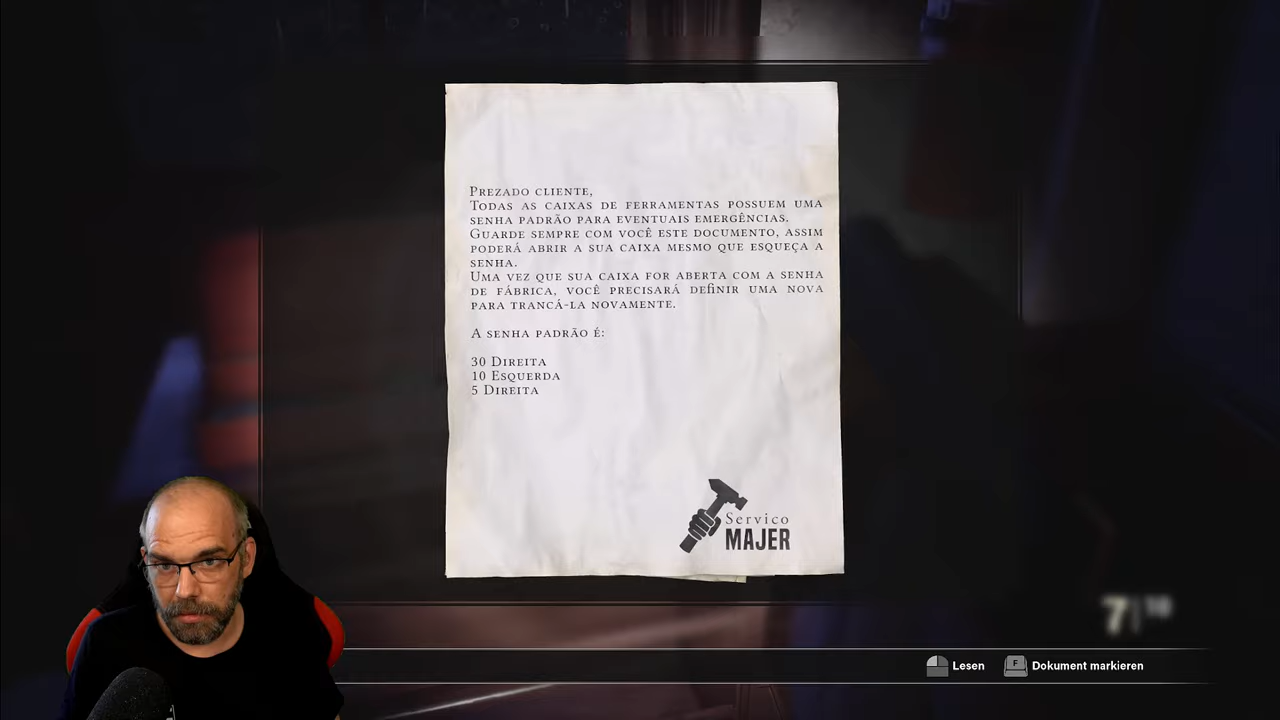 Prezado cliente,
Todas as caixas de ferramentas possuem uma
senha padrão para eventuais emergências.
Guarde sempre com você este documento, assim
poderá abrir a sua caixa mesmo que esqueça a
senha.
Uma vez que sua caixa for aberta com a senha
de fábrica, você precisará definir uma nova
para trancá-la novamente.
A senha padrão é:
30 Direita
10 Esquerda
5 Direita
Servico
MAJER
7|10
F
Lesen
Dokument markieren